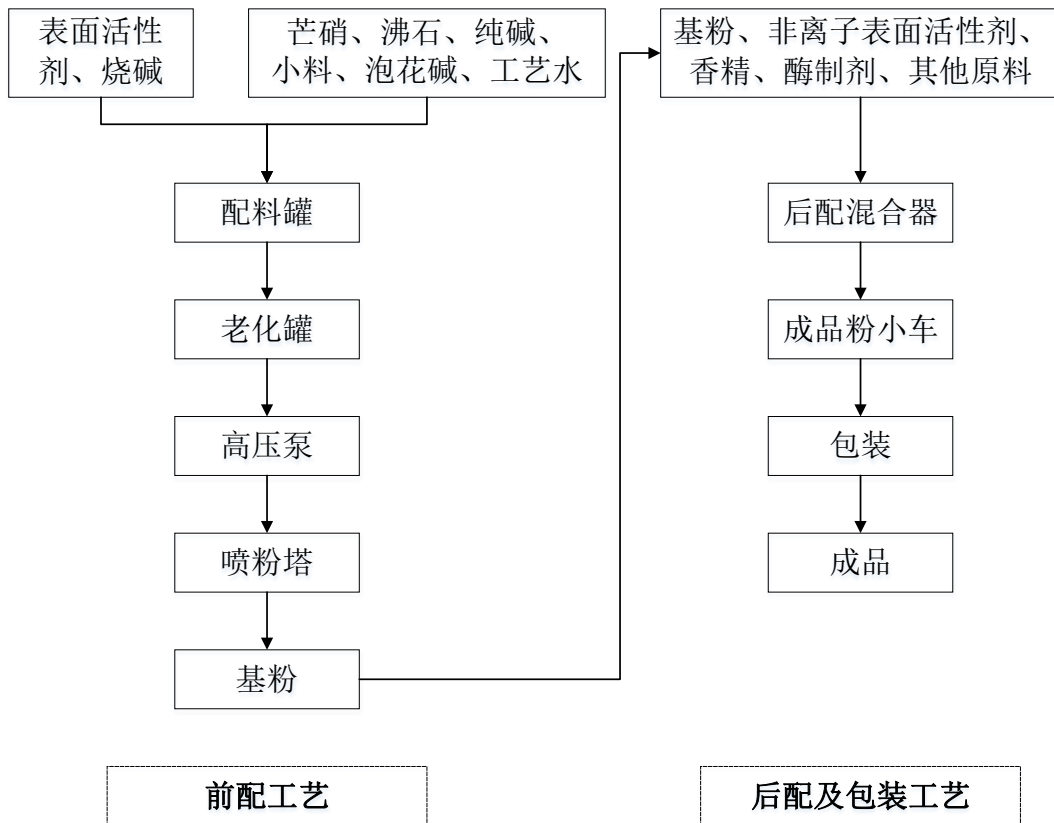 表面活性
剂、烧碱
芒硝、沸石、纯碱、
小料、泡花碱、工艺水
配料罐
老化罐
高压泵
喷粉塔
基粉
前配工艺
基粉、非离子表面活性剂、
香精、酶制剂、其他原料
后配混合器
成品粉小车
包装
成品
后配及包装工艺